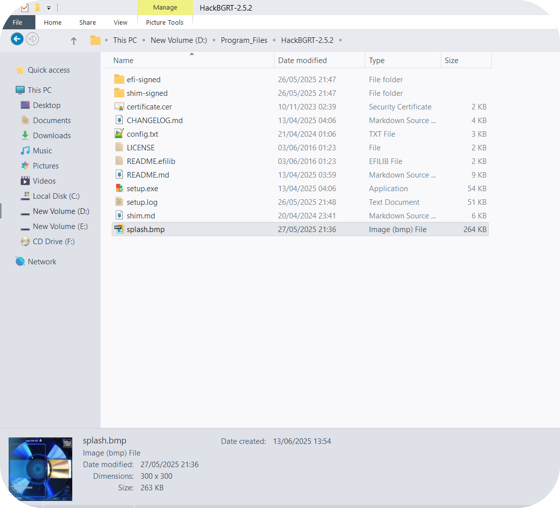 Manage
HackBGRT-2.5.2
File
Home
Share
View
Picture Tools
This PC
New Volume (D:)
Program_Files
HackBGRT-2.5.2
Name
Date modified
Type
Size
Quick access
This PC
Desktop
Documents
Downloads
Music
Pictures
Videos
Local Disk (C:)
New Volume (D:)
New Volume (E:)
CD Drive (F:)
Network
efi-signed 26/05/2025 21:47 File folder
shim-signed 26/05/2025 21:47 File folder
certificate.cer 10/11/2023 02:39 Security Certificate 2 KB
CHANGELOG.md 13/04/2025 04:06 Markdown Source ... 4 KB
config.txt 21/04/2024 01:06 TXT File 3 KB
LICENSE 03/06/2016 01:23 File 2 KB
README.efilib 03/06/2016 01:23 EFILIB File 2 KB
README.md 13/04/2025 03:59 Markdown Source ... 9 KB
setup.exe 13/04/2025 04:06 Application 54 KB
setup.log 26/05/2025 21:48 Text Document 51 KB
shim.md 20/04/2024 23:41 Markdown Source ... 6 KB
splash.bmp 27/05/2025 21:36 Image (bmp) File 264 KB
splash.bmp
Image (bmp) File
Date modified: 27/05/2025 21:36
Dimensions: 300 x 300
Size: 263 KB
Date created: 13/06/2025 13:54